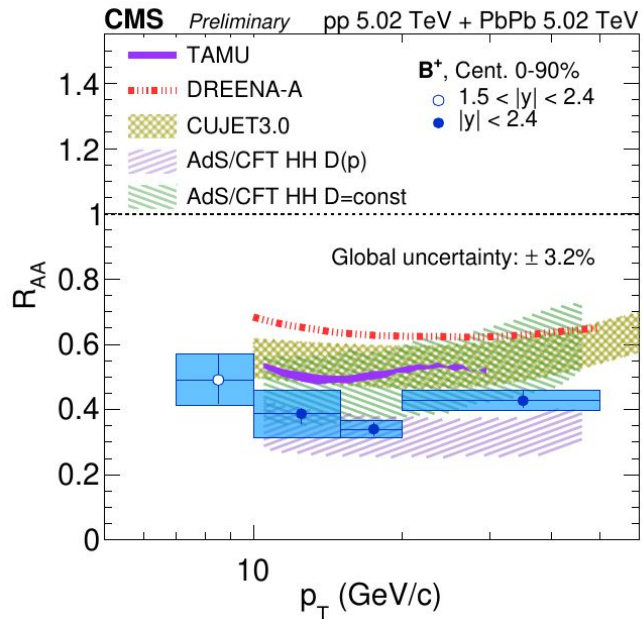 CMS Preliminary pp 5.02 TeV + PbPb 5.02 TeV
TAMU
DREENA-A
CUJET3.0
AdS/CFT HH D(p)
AdS/CFT HH D=const
B⁺, Cent. 0-90%
1.5 < |y| < 2.4
|y| < 2.4
Global uncertainty: ± 3.2%
R_AA
1.4
1.2
1
0.8
0.6
0.4
0.2
0
10
p_T (GeV/c)